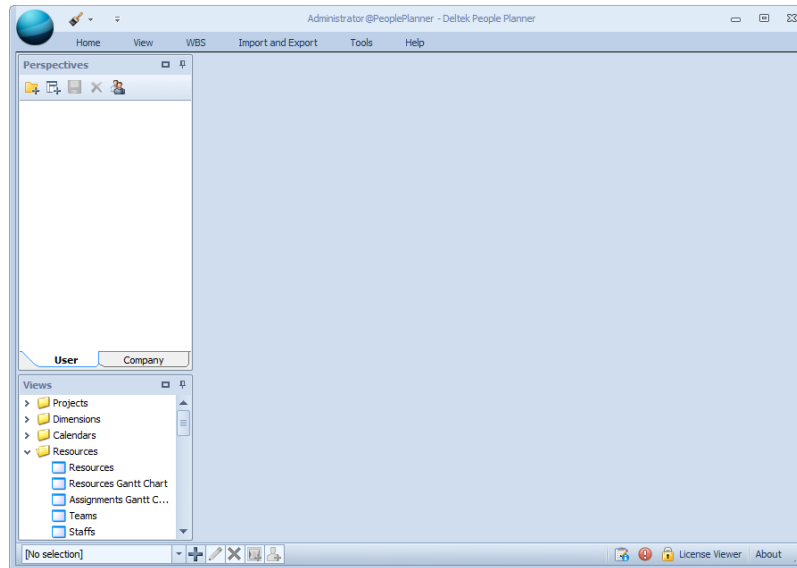 Administrator@PeoplePlanner - Deltek People Planner
Home View WBS Import and Export Tools Help
Perspectives
User Company
Views
Projects
Dimensions
Calendars
Resources
Resources
Resources Gantt Chart
Assignments Gantt C...
Teams
Staffs
[No selection] License Viewer About